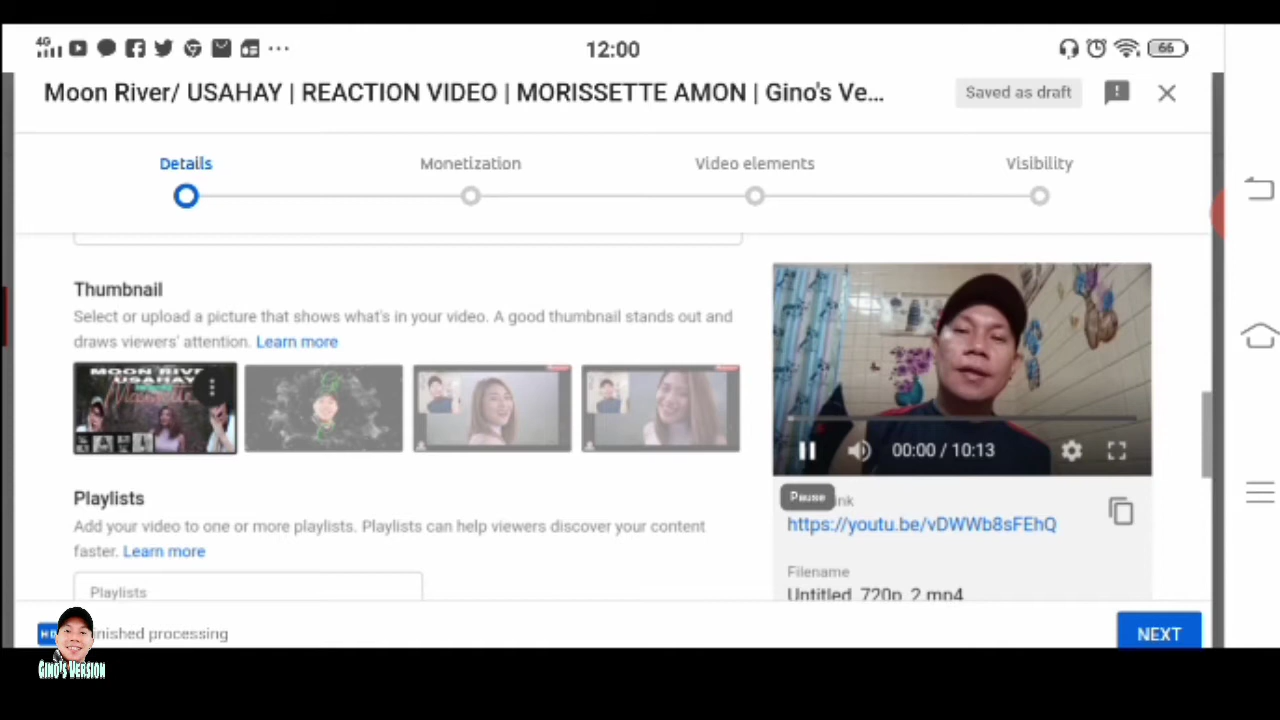 4G
12:00
66
Moon River/ USAHAY | REACTION VIDEO | MORISSETTE AMON | Gino's Ve...
Saved as draft
Details
Monetization
Video elements
Visibility
Thumbnail
Select or upload a picture that shows what's in your video. A good thumbnail stands out and
draws viewers' attention. Learn more
MOON RIVER
USAHAY
Morissette
Playlists
Add your video to one or more playlists. Playlists can help viewers discover your content
faster. Learn more
Playlists
00:00 / 10:13
Pause
https://youtu.be/vDWWb8sFEhQ
Filename
Untitled_720p_2.mp4
HD
processing
NEXT
GINO'S VERSION